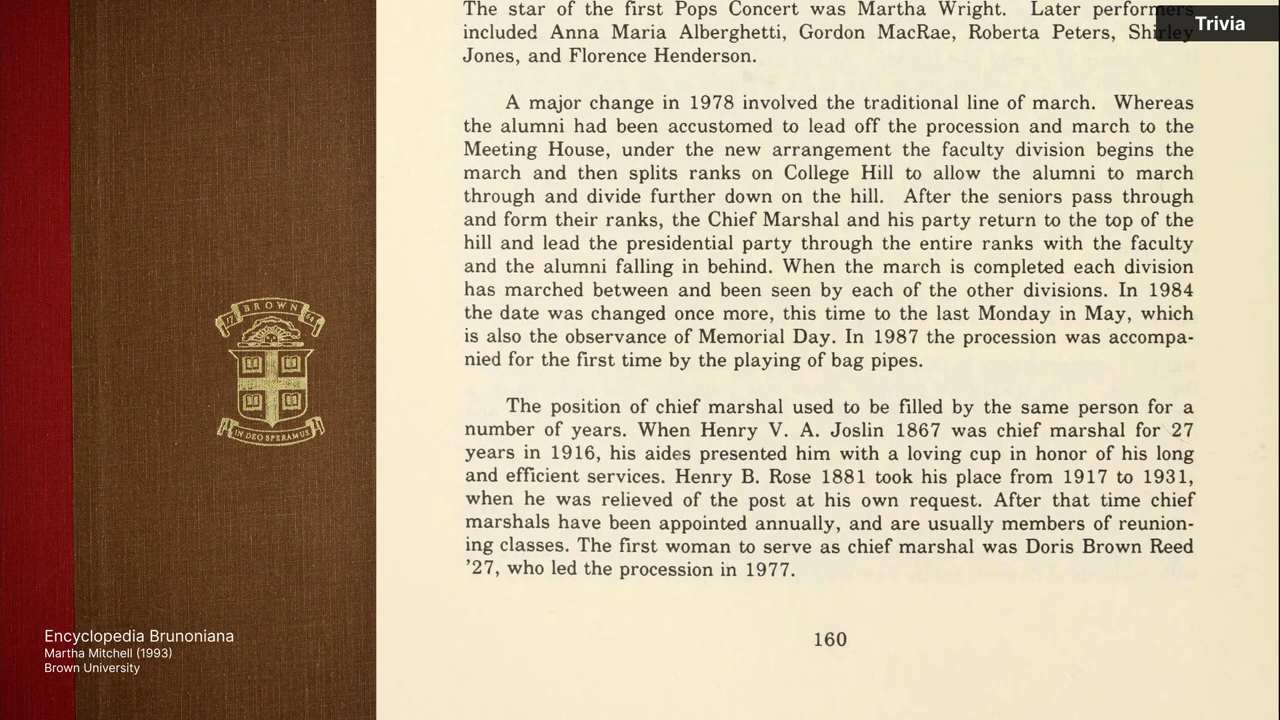 The star of the first Pops Concert was Martha Wright. Later performers
included Anna Maria Alberghetti, Gordon MacRae, Roberta Peters, Shirley
Jones, and Florence Henderson.
Trivia
A major change in 1978 involved the traditional line of march. Whereas
the alumni had been accustomed to lead off the procession and march to the
Meeting House, under the new arrangement the faculty division begins the
march and then splits ranks on College Hill to allow the alumni to march
through and divide further down on the hill. After the seniors pass through
and form their ranks, the Chief Marshal and his party return to the top of the
hill and lead the presidential party through the entire ranks with the faculty
and the alumni falling in behind. When the march is completed each division
has marched between and been seen by each of the other divisions. In 1984
the date was changed once more, this time to the last Monday in May, which
is also the observance of Memorial Day. In 1987 the procession was accompa-
nied for the first time by the playing of bag pipes.
The position of chief marshal used to be filled by the same person for a
number of years. When Henry V. A. Joslin 1867 was chief marshal for 27
years in 1916, his aides presented him with a loving cup in honor of his long
and efficient services. Henry B. Rose 1881 took his place from 1917 to 1931,
when he was relieved of the post at his own request. After that time chief
marshals have been appointed annually, and are usually members of reunion-
ing classes. The first woman to serve as chief marshal was Doris Brown Reed
'27, who led the procession in 1977.
160
17 BROWN 64
IN DEO SPERAMUS
Encyclopedia Brunoniana
Martha Mitchell (1993)
Brown University